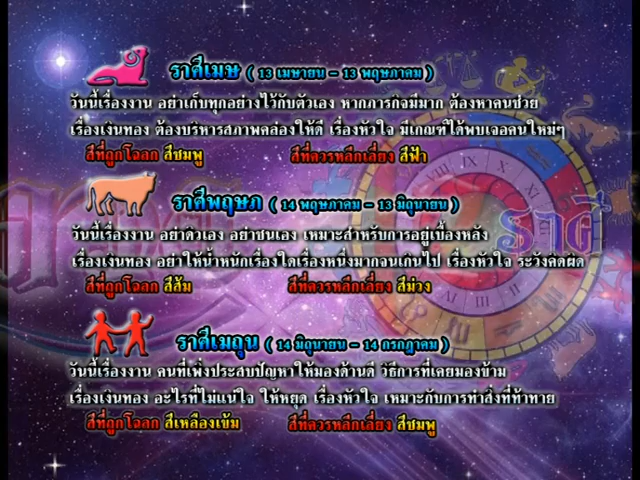 ราศีเมษ ( 13 เมษายน - 13 พฤษภาคม )
วันนี้เรื่องงาน อย่าเก็บทุกอย่างไว้กับตัวเอง หากภารกิจมีมาก ต้องหาคนช่วย
เรื่องเงินทอง ต้องบริหารสภาพคล่องให้ดี เรื่องหัวใจ มีเกณฑ์ได้พบเจอคนใหม่ๆ
สีที่ถูกโฉลก สีชมพู สีที่ควรหลีกเลี่ยง สีฟ้า
ราศีพฤษภ ( 14 พฤษภาคม - 13 มิถุนายน )
วันนี้เรื่องงาน อย่าคิวเอง อย่าชนเอง เหมาะสำหรับการอยู่เบื้องหลัง
เรื่องเงินทอง อย่าให้น้ำหนักเรื่องใดเรื่องหนึ่งมากจนเกินไป เรื่องหัวใจ ระวังคิดผิด
สีที่ถูกโฉลก สีส้ม สีที่ควรหลีกเลี่ยง สีม่วง
ราศี
ราศีเมถุน ( 14 มิถุนายน - 14 กรกฎาคม )
วันนี้เรื่องงาน คนที่เพิ่งประสบปัญหาให้มองด้านดี วิธีการที่เคยมองข้าม
เรื่องเงินทอง อะไรที่ไม่แน่ใจ ให้หยุด เรื่องหัวใจ เหมาะกับการทำสิ่งที่ท้าทาย
สีที่ถูกโฉลก สีเหลืองเข้ม สีที่ควรหลีกเลี่ยง สีชมพู